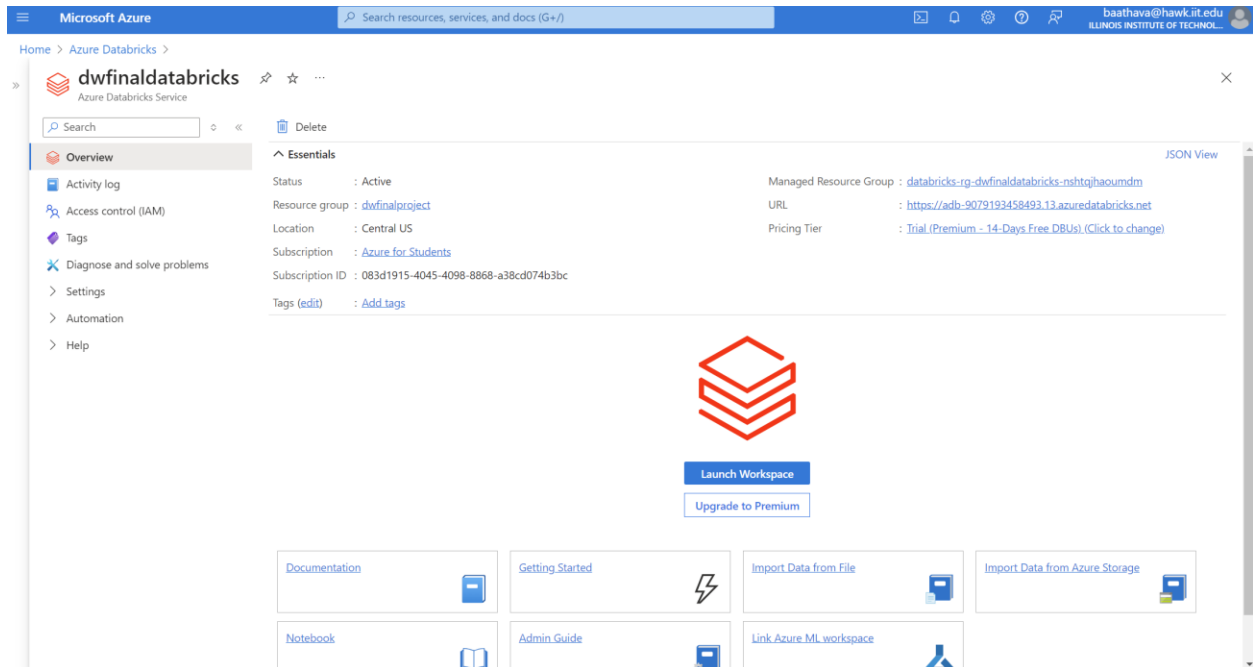 Microsoft Azure
Search resources, services, and docs (G+/)
baathava@hawk.iit.edu
ILLINOIS INSTITUTE OF TECHNOL...
Home > Azure Databricks >
dwfinaldatabricks
Azure Databricks Service
Search
Delete
Overview
Activity log
Access control (IAM)
Tags
Diagnose and solve problems
Settings
Automation
Help
Essentials
JSON View
Status : Active
Resource group : dwfinalproject
Location : Central US
Subscription : Azure for Students
Subscription ID : 083d1915-4045-4098-8868-a38cd074b3bc
Tags (edit) : Add tags
Managed Resource Group : databricks-rg-dwfinaldatabricks-nshtqjhaoumdm
URL : https://adb-9079193458493.13.azuredatabricks.net
Pricing Tier : Trial (Premium - 14-Days Free DBUs) (Click to change)
Launch Workspace
Upgrade to Premium
Documentation
Getting Started
Import Data from File
Import Data from Azure Storage
Notebook
Admin Guide
Link Azure ML workspace